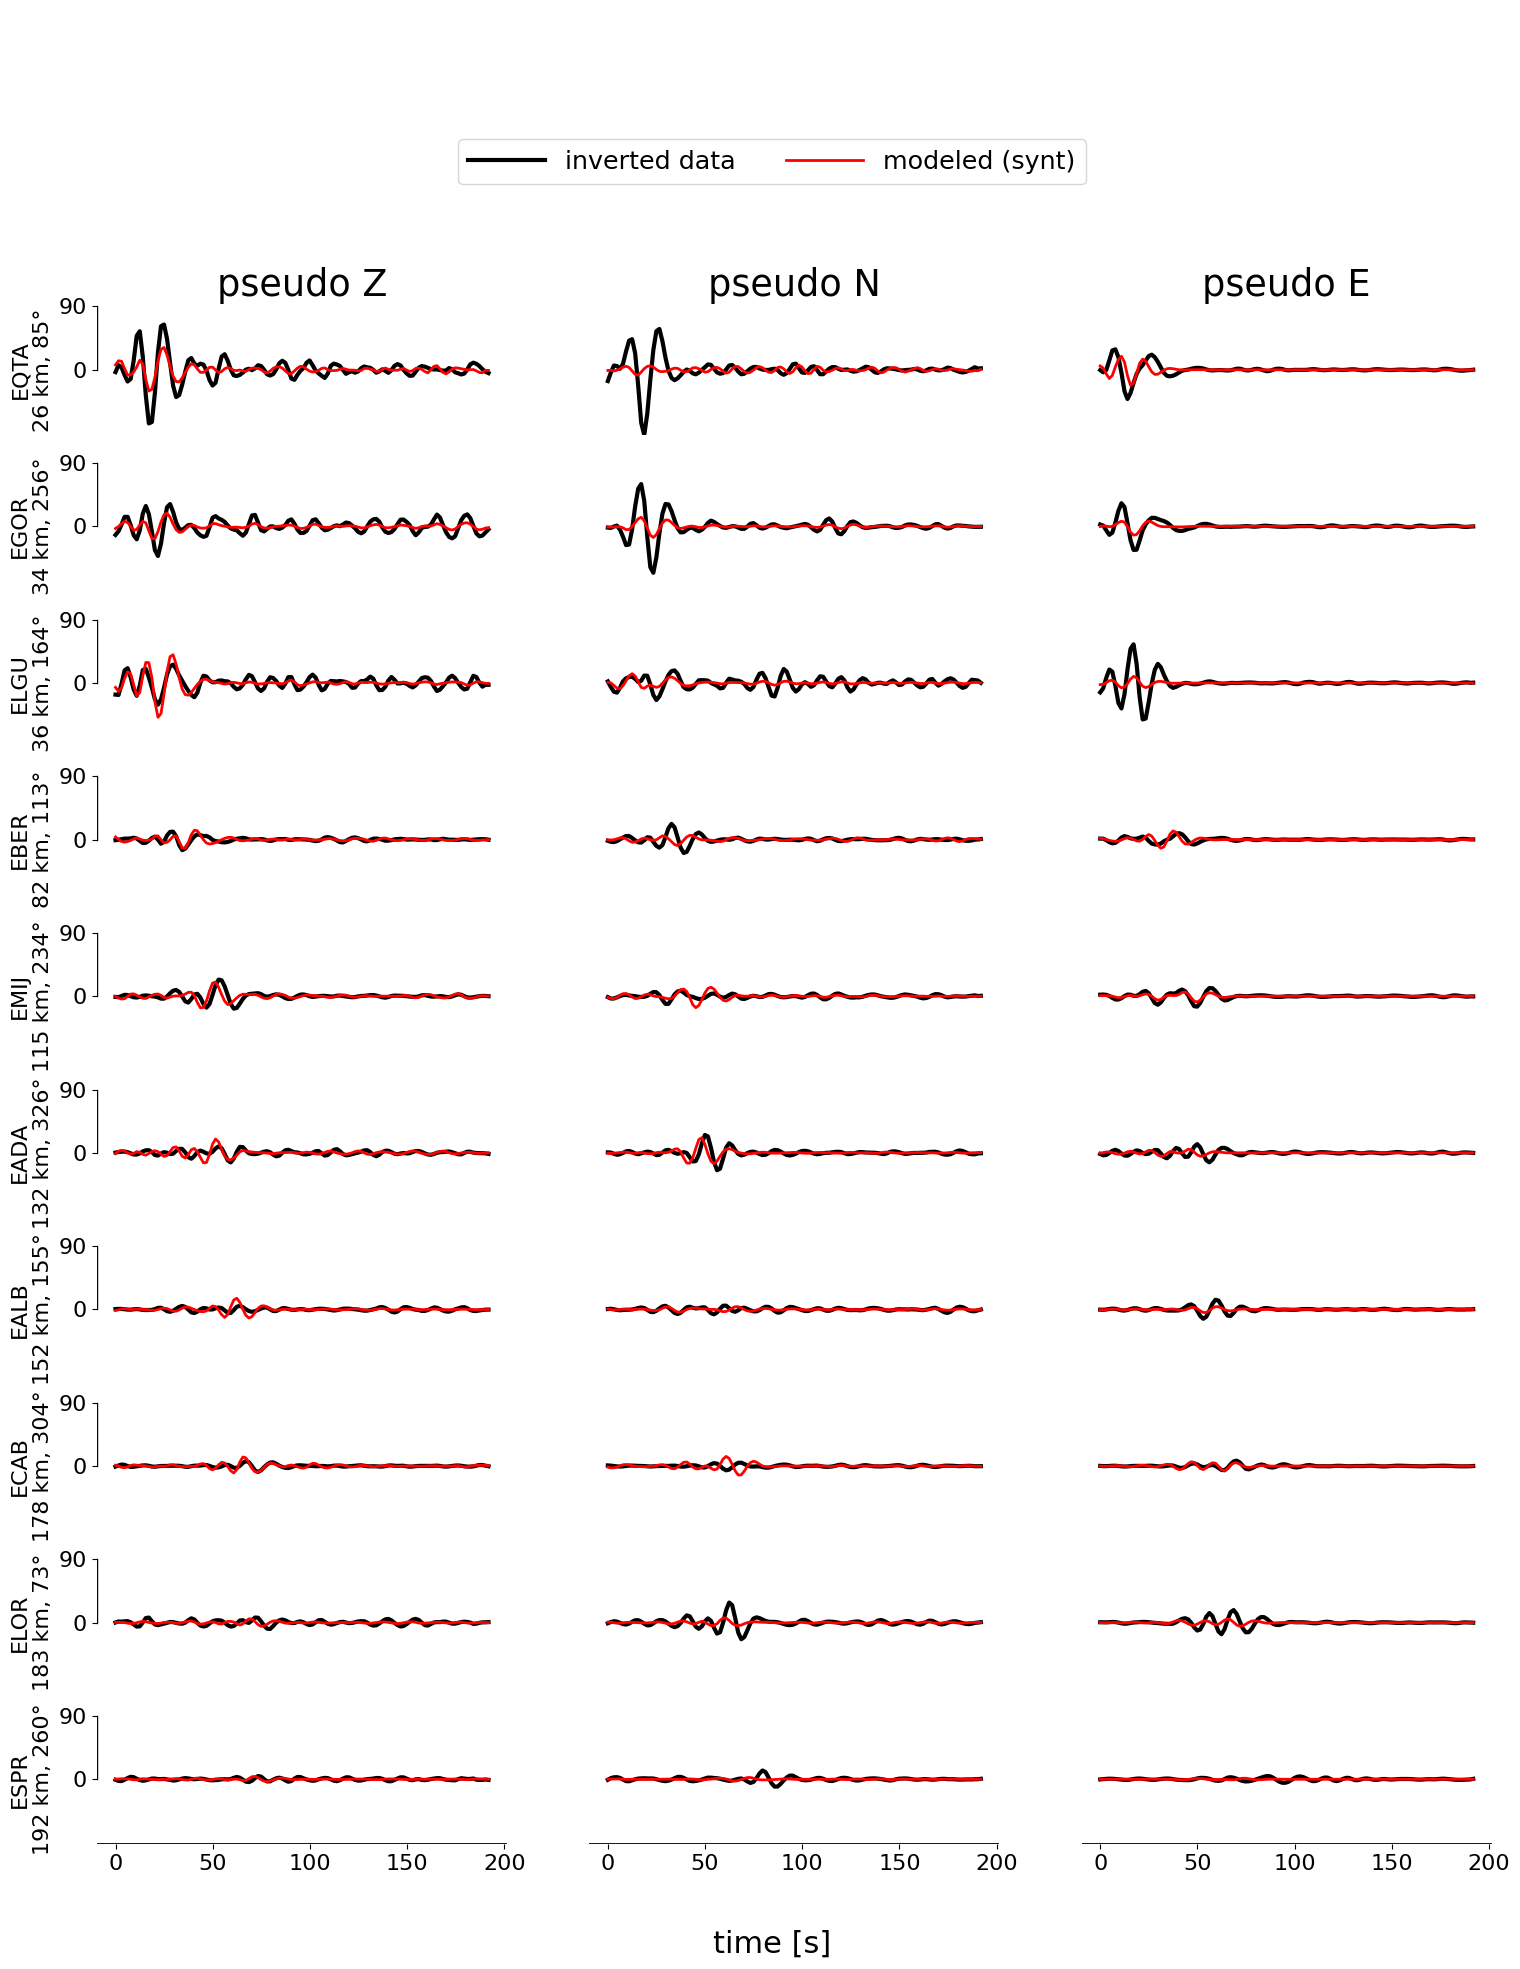 inverted data modeled (synt)
pseudo Z pseudo N pseudo E
EQTA
26 km, 85°
90
0
EGOR
34 km, 256°
90
0
ELGU
36 km, 164°
90
0
EBER
82 km, 113°
90
0
EMIJ
115 km, 234°
90
0
EADA
132 km, 326°
90
0
EALB
152 km, 155°
90
0
ECAB
178 km, 304°
90
0
ELOR
183 km, 73°
90
0
ESPR
192 km, 260°
90
0
0 50 100 150 200 0 50 100 150 200 0 50 100 150 200
time [s]